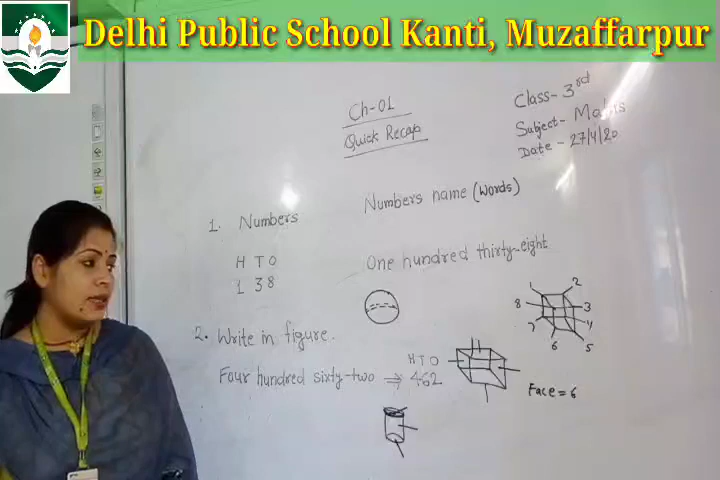 Delhi Public School Kanti, Muzaffarpur
Ch-01
Quick Recap
Class- 3rd
Subject- Maths
Date - 27/4/20
1. Numbers
Numbers name (words)
H T O
1 3 8
One hundred thirty-eight
1
2
3
4
5
6
7
8
2. Write in figure.
H T O
Four hundred sixty-two ⇒ 462
Face = 6